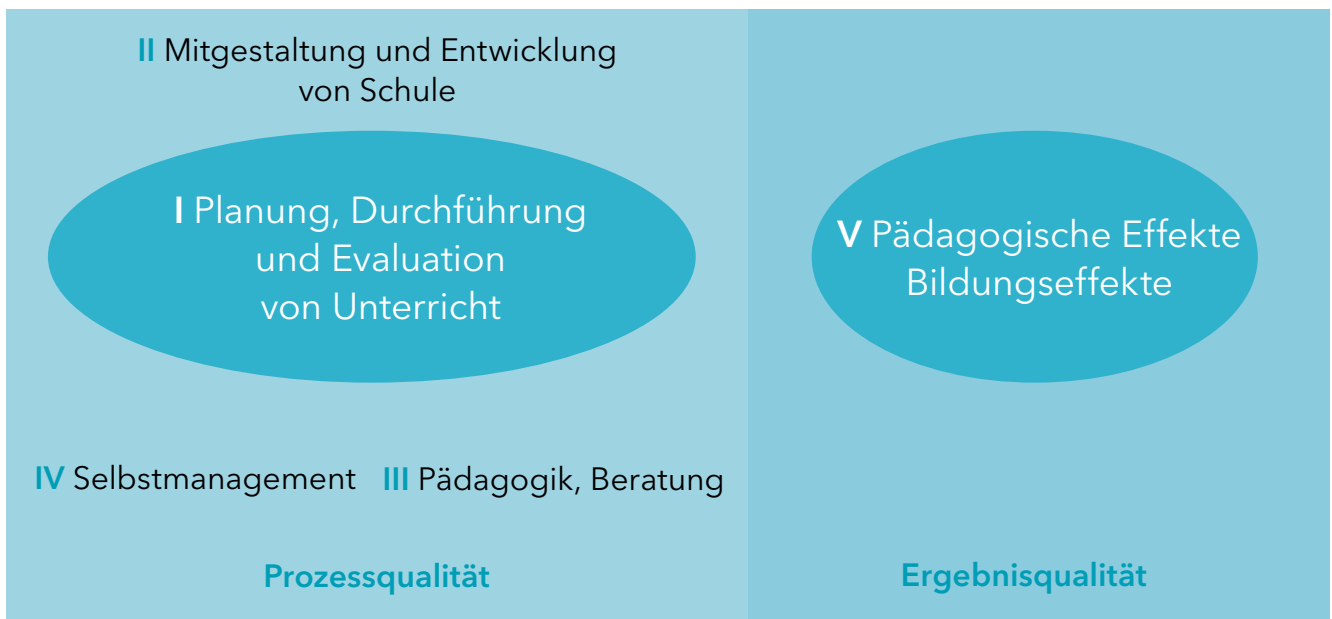 II Mitgestaltung und Entwicklung
von Schule
I Planung, Durchführung
und Evaluation
von Unterricht
IV Selbstmanagement
III Pädagogik, Beratung
Prozessqualität
V Pädagogische Effekte
Bildungseffekte
Ergebnisqualität